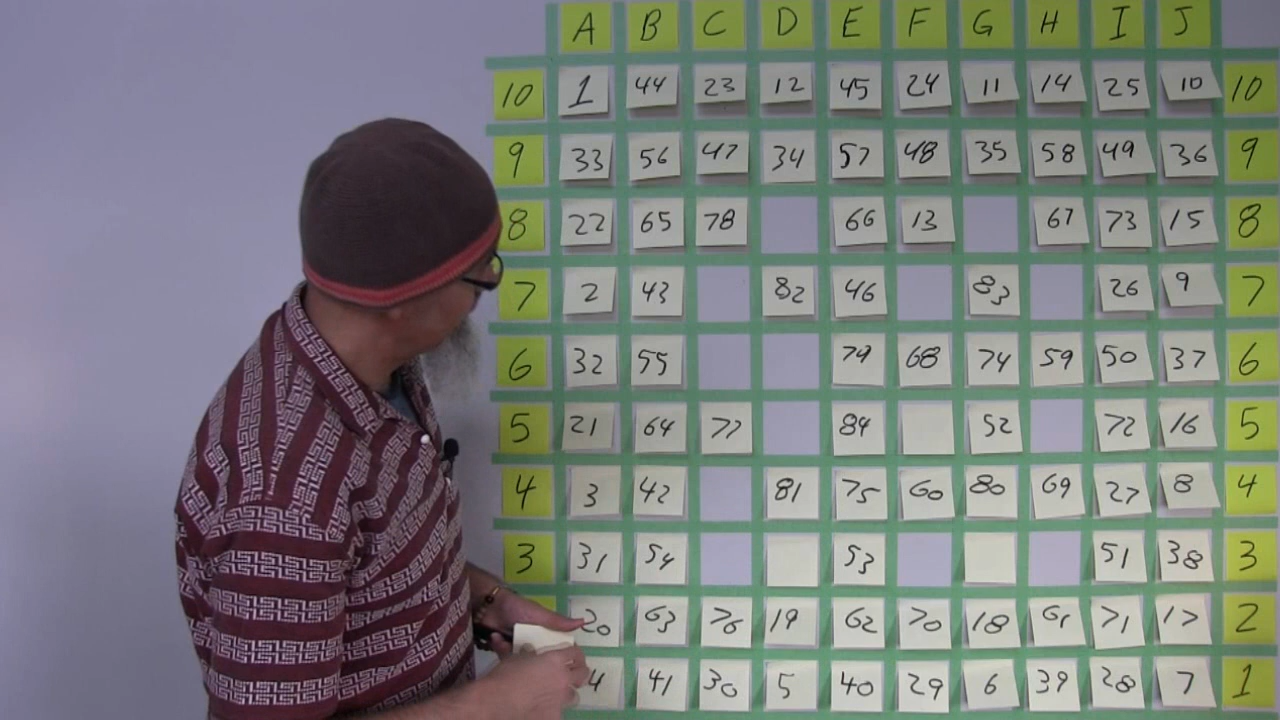 A B C D E F G H I J
10 1 44 23 12 45 24 11 14 25 10 10
9 33 56 47 34 57 48 35 58 49 36 9
8 22 65 78 66 13 67 73 15 8
7 2 43 82 46 83 26 9 7
6 32 55 79 68 74 59 50 37 6
5 21 64 77 84 52 72 16 5
4 3 42 81 75 60 80 69 27 8 4
3 31 54 53 51 38 3
20 63 76 19 62 70 18 61 71 17 2
4 41 30 5 40 29 6 39 28 7 1